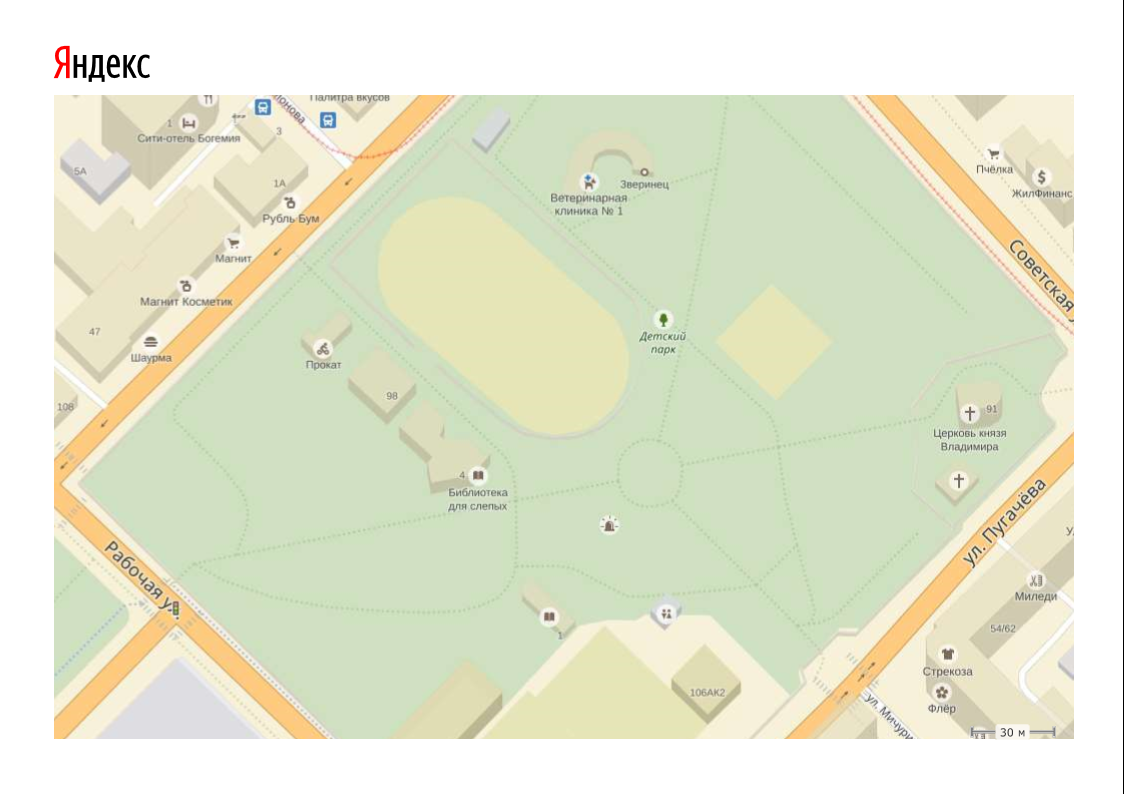 Яндекс
Палитра вкусов
1
Сити-отель Богемия
3
5А
1А
Рубль Бум
Магнит
Магнит Косметик
47
Шаурма
108
Прокат
98
4
Библиотека
для слепых
Ветеринарная
клиника № 1
Зверинец
Детский
парк
Пчёлка
$
ЖилФинанс
Советская
91
Церковь князя
Владимира
ул. Пугачёва
Рабочая ул.
1
106АК2
Миледи
54/62
Стрекоза
Флёр
ул. Мичури
30 м